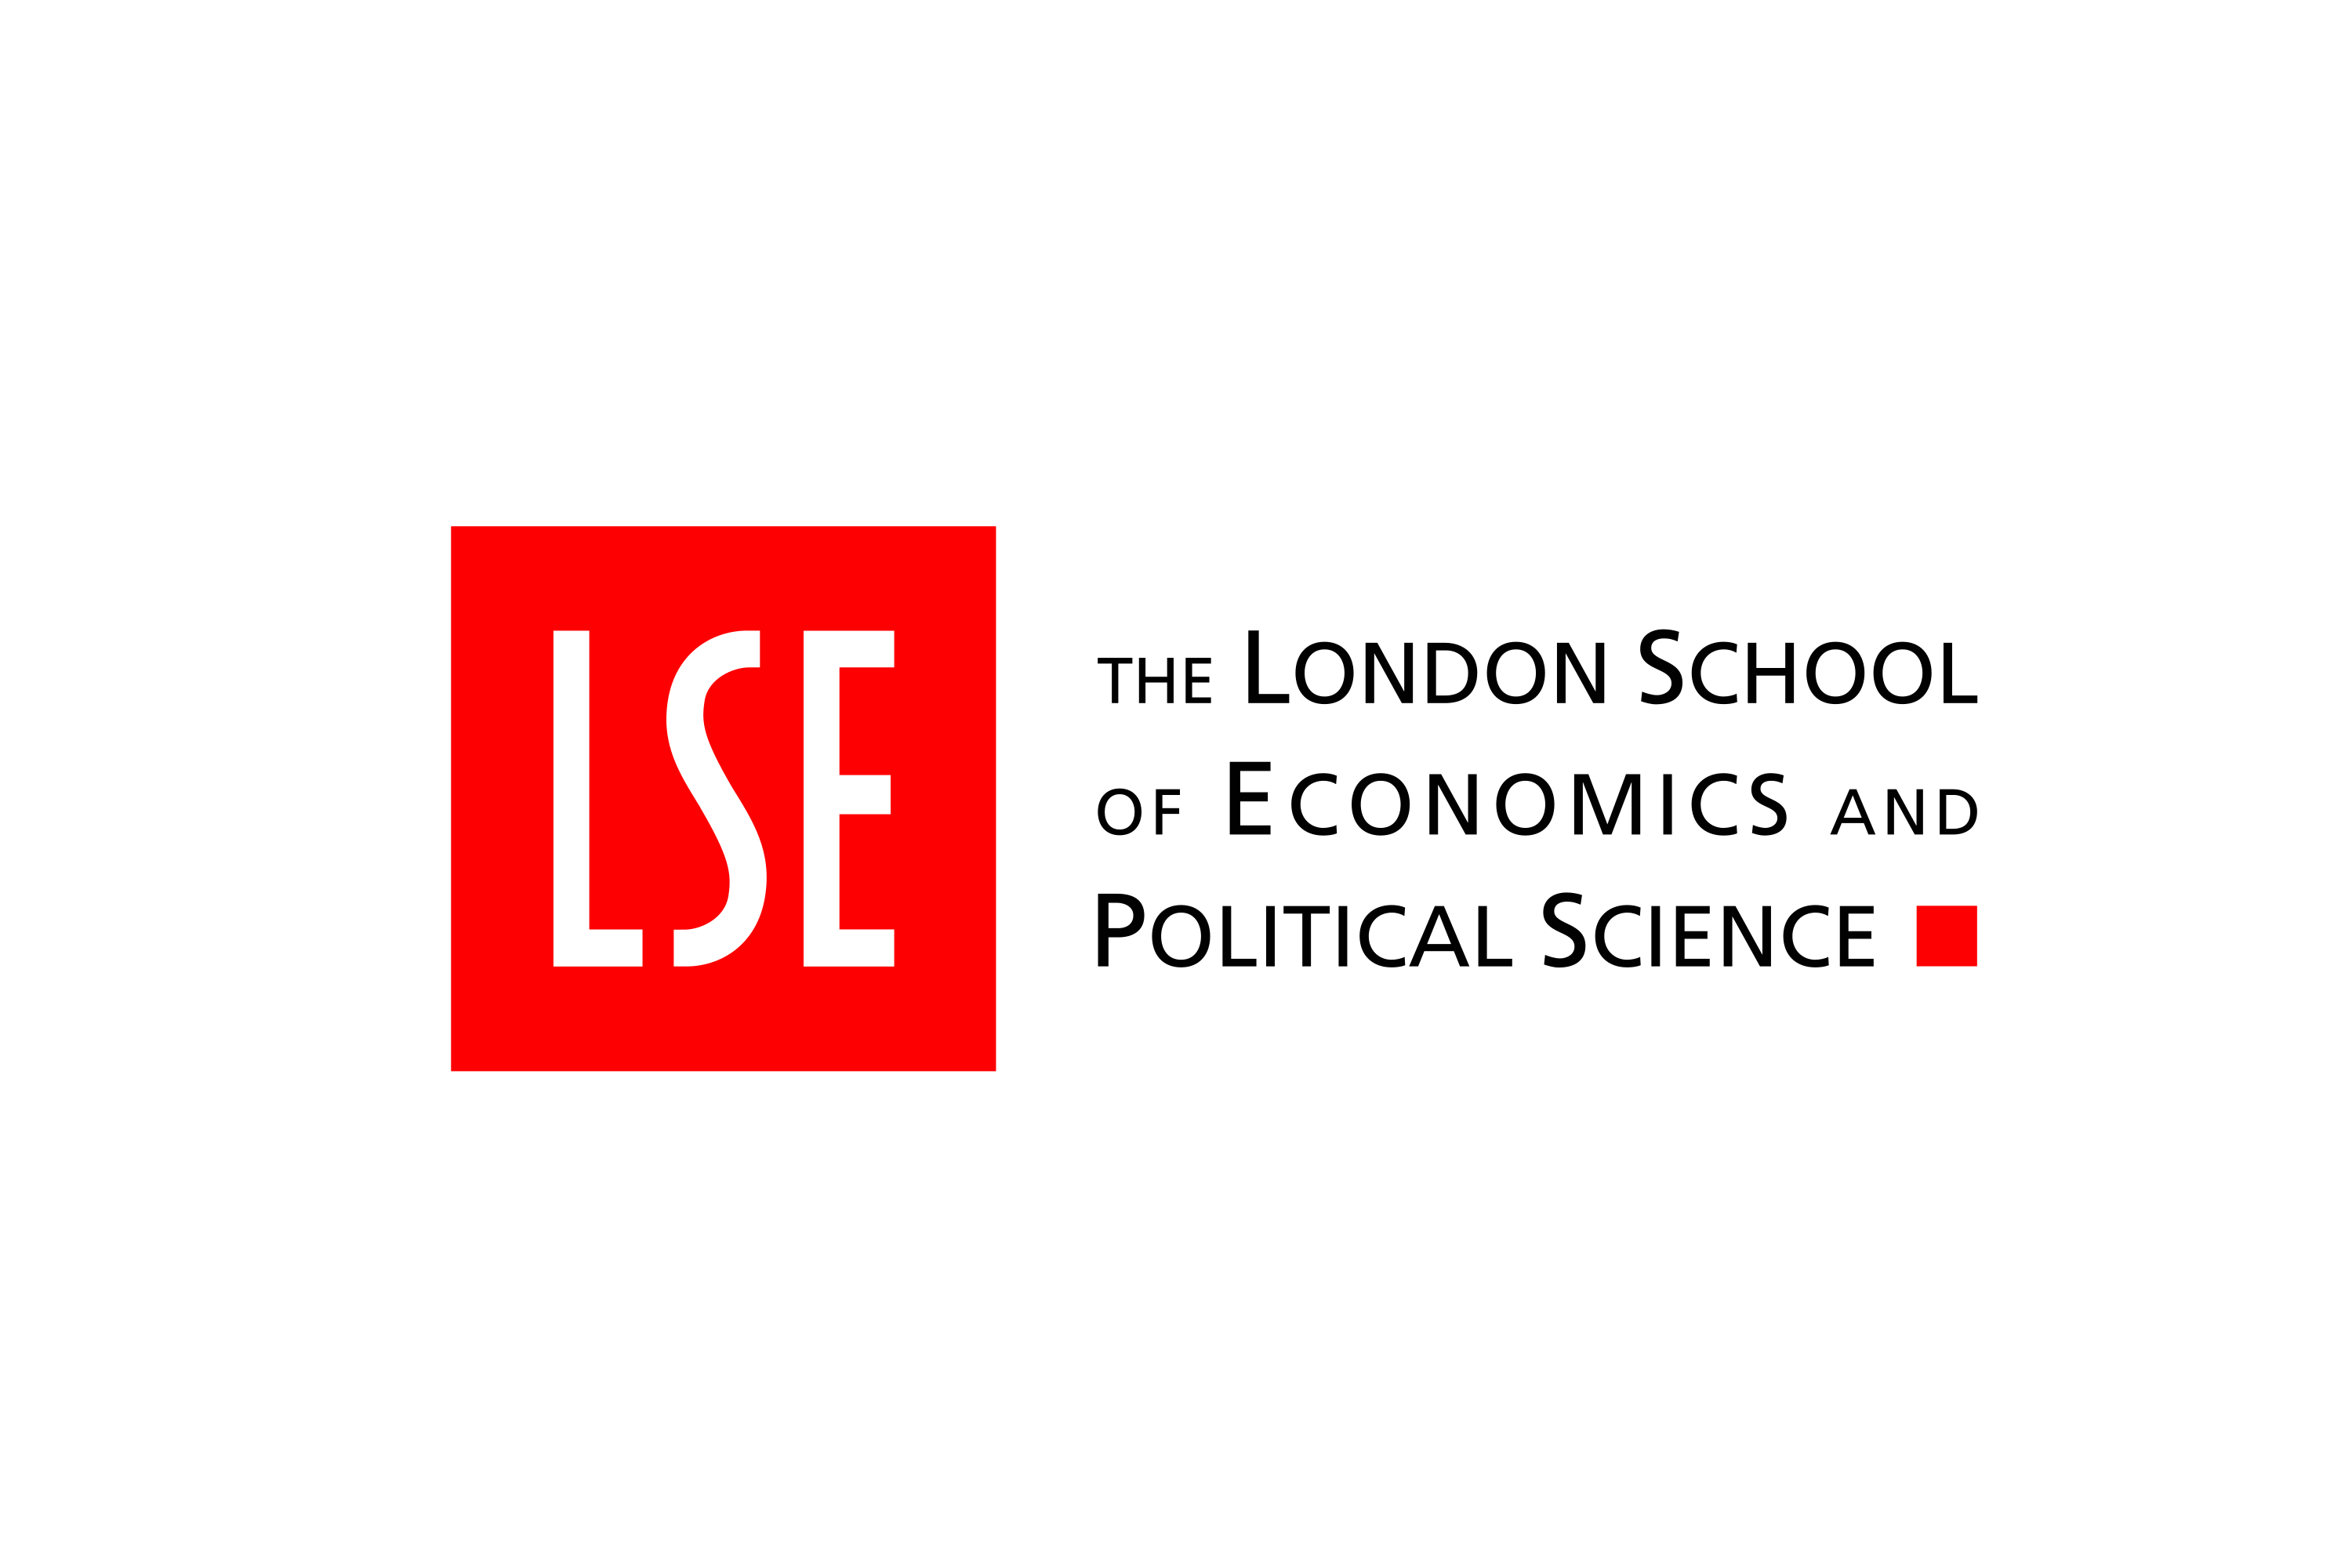 LSE
THE LONDON SCHOOL
OF ECONOMICS AND
POLITICAL SCIENCE